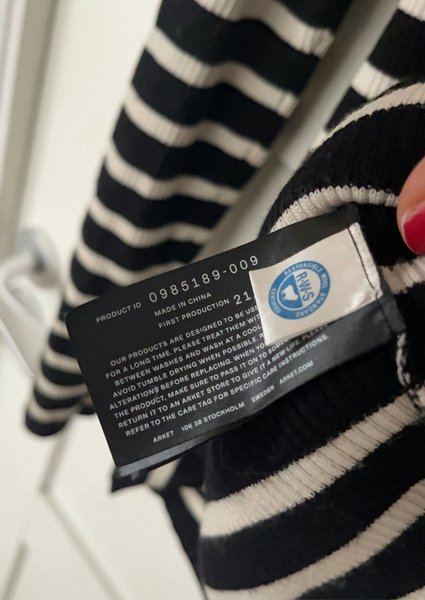 PRODUCT ID 0985189-009
MADE IN CHINA
FIRST PRODUCTION 21
OUR PRODUCTS ARE DESIGNED TO BE USE
FOR A LONG TIME. PLEASE TREAT THEM WIT
BETWEEN WASHES AND WASH AT A COOL
AVOID TUMBLE DRYING WHEN POSSIBLE. R
ALTERATIONS BEFORE REPLACING. WHEN YO
THE PRODUCT, MAKE SURE TO PASS IT ON TO SO
RETURN IT TO AN ARKET STORE TO GIVE IT A NEW LIFE. PLEASE
REFER TO THE CARE TAG FOR SPECIFIC CARE INSTRUCTIONS.
ARKET 106 38 STOCKHOLM SWEDEN ARKET.COM
RESPONSIBLE WOOL
RWS
STANDARD
CERTIFIED